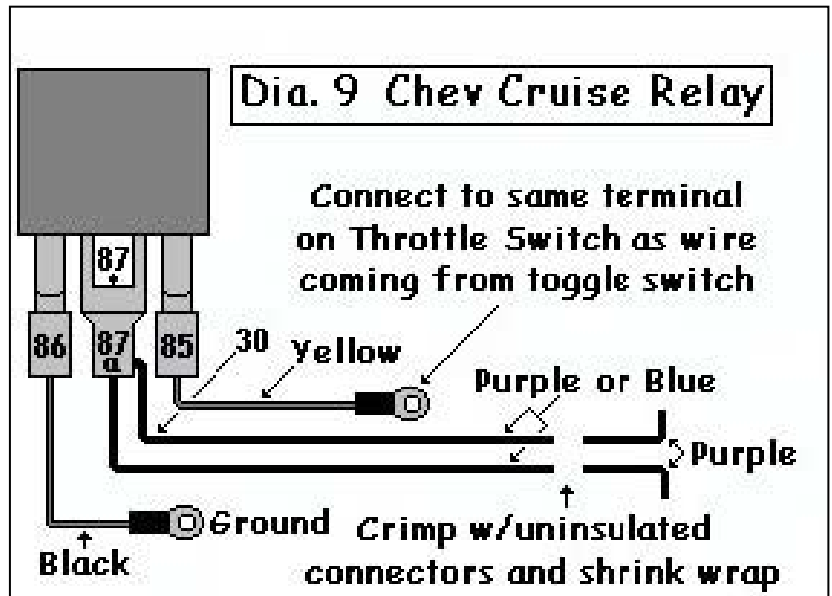 Dia. 9 Chev Cruise Relay
Connect to same terminal
on Throttle Switch as wire
coming from toggle switch
87
86
87
a
85
30
Yellow
Purple or Blue
Purple
Ground
Black
Crimp w/uninsulated
connectors and shrink wrap